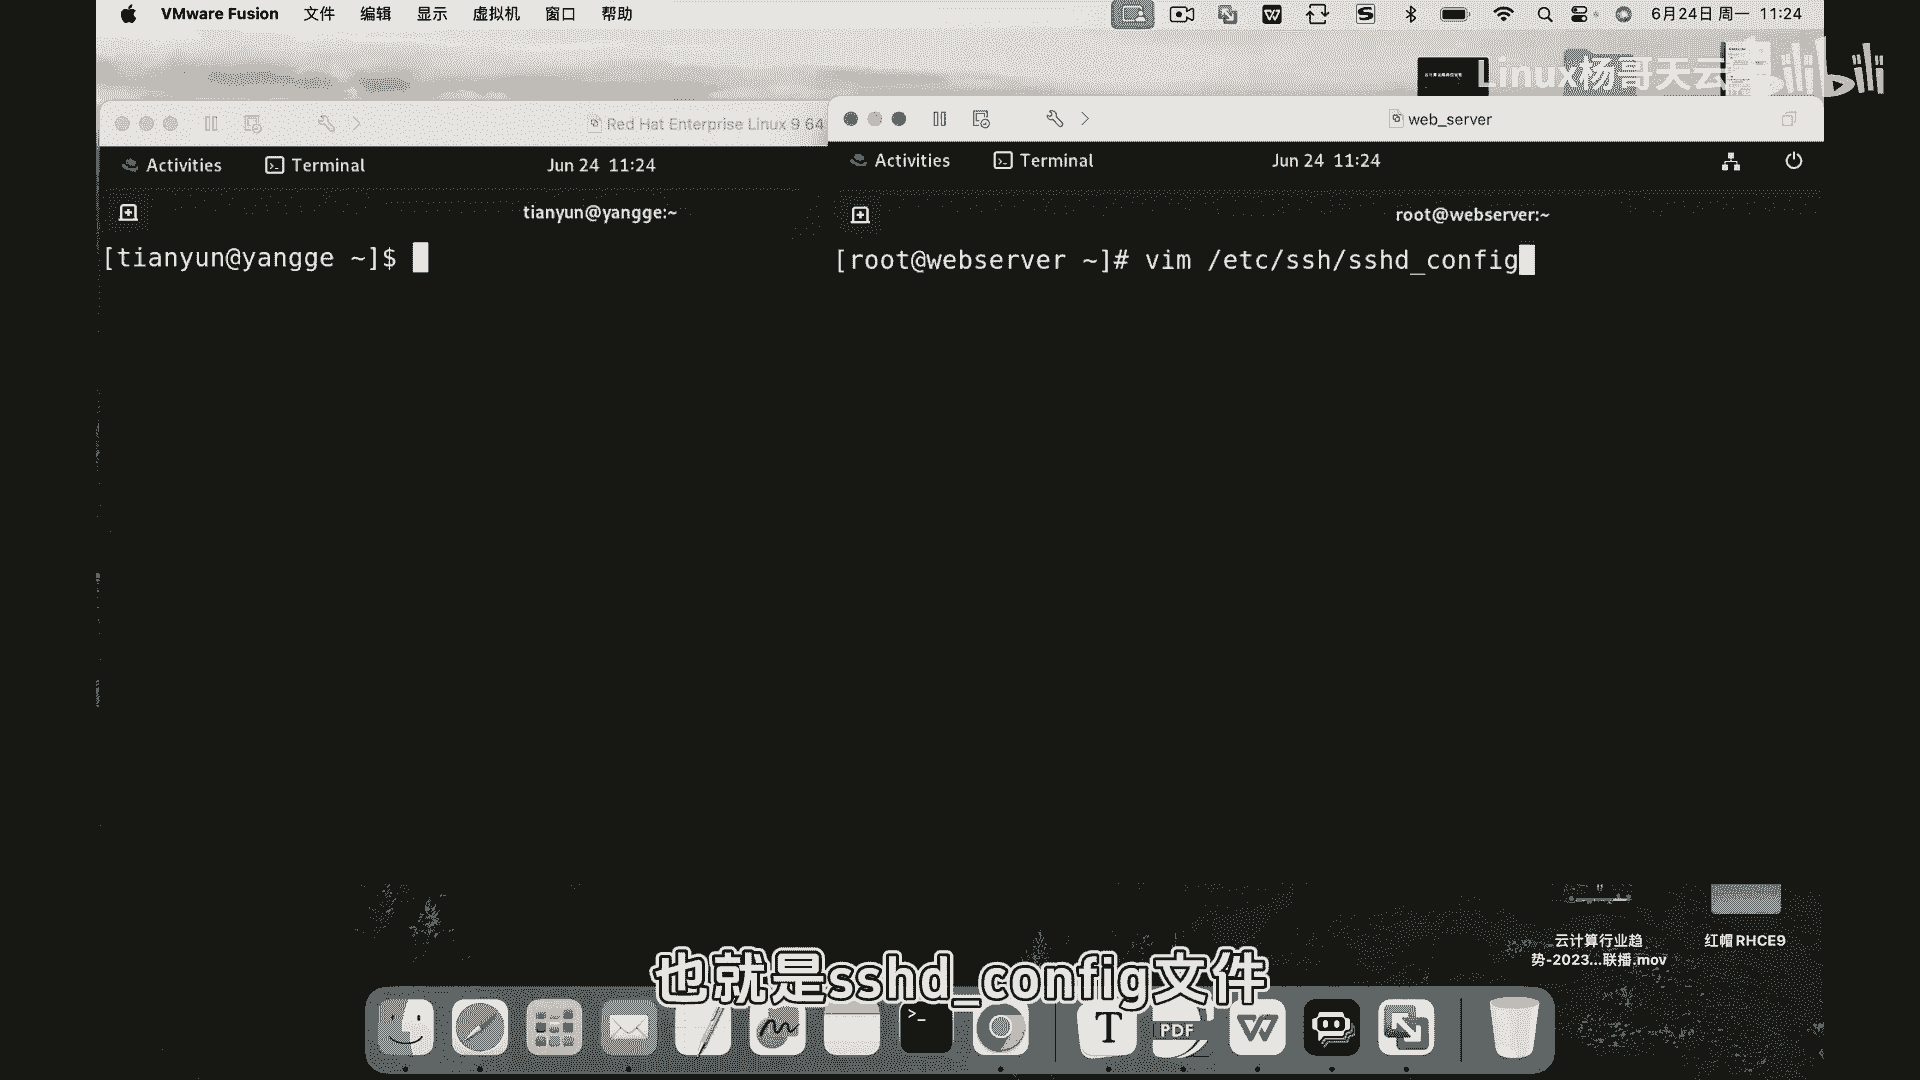 VMware Fusion 文件 编辑 显示 虚拟机 窗口 帮助 6月24日 周一 11:24
Linux杨哥天云 bilibili
Red Hat Enterprise Linux 9 64
web_server
Activities Terminal Jun 24 11:24
Activities Terminal Jun 24 11:24
tianyun@yangge:~
root@webserver:~
[tianyun@yangge ~]$
[root@webserver ~]# vim /etc/ssh/sshd_config
云计算行业趋
势-2023...联播.mov
红帽 RHCE9
也就是sshd_config文件
T
PDF